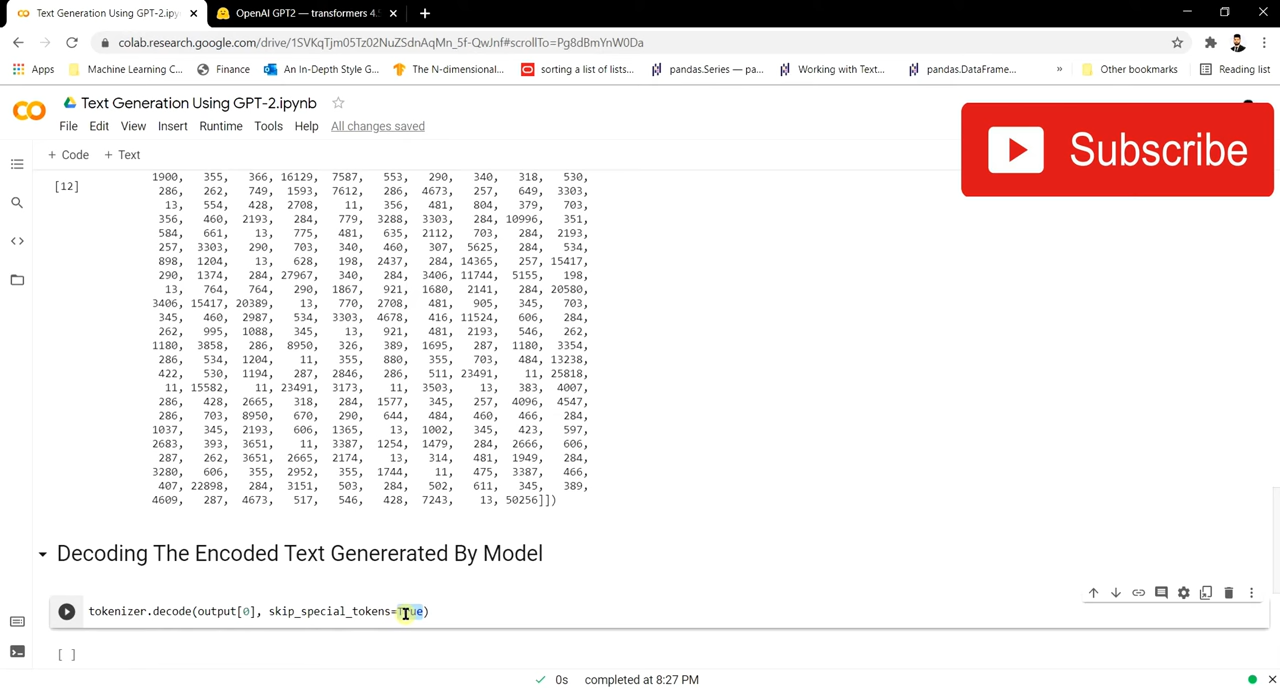 Text Generation Using GPT-2.ipyn
OpenAI GPT2 — transformers 4.5
colab.research.google.com/drive/1SVKqTjm05Tz02NuZSdnAqMn_5f-QwJnf#scrollTo=Pg8dBmYnW0Da
Apps Machine Learning C... Finance An In-Depth Style G... The N-dimensional... sorting a list of lists... pandas.Series — pa... Working with Text... pandas.DataFrame... » Other bookmarks Reading list
Text Generation Using GPT-2.ipynb
File Edit View Insert Runtime Tools Help All changes saved
Subscribe
+ Code + Text
[12]
1900, 355, 366, 16129, 7587, 553, 290, 340, 318, 530,
286, 262, 749, 1593, 7612, 286, 4673, 257, 649, 3303,
13, 554, 428, 2708, 11, 356, 481, 804, 379, 703,
356, 460, 2193, 284, 779, 3288, 3303, 284, 10996, 351,
584, 661, 13, 775, 481, 635, 2112, 703, 284, 2193,
257, 3303, 290, 703, 340, 460, 307, 5625, 284, 534,
898, 1204, 13, 628, 198, 2437, 284, 14365, 257, 15417,
290, 1374, 284, 27967, 340, 284, 3406, 11744, 5155, 198,
13, 764, 764, 290, 1867, 921, 1680, 2141, 284, 20580,
3406, 15417, 20389, 13, 770, 2708, 481, 905, 345, 703,
345, 460, 2987, 534, 3303, 4678, 416, 11524, 606, 284,
262, 995, 1088, 345, 13, 921, 481, 2193, 546, 262,
1180, 3858, 286, 8950, 326, 389, 1695, 287, 1180, 3354,
286, 534, 1204, 11, 355, 880, 355, 703, 484, 13238,
422, 530, 1194, 287, 2846, 286, 511, 23491, 11, 25818,
11, 15582, 11, 23491, 3173, 11, 3503, 13, 383, 4007,
286, 428, 2665, 318, 284, 1577, 345, 257, 4096, 4547,
286, 703, 8950, 670, 290, 644, 484, 460, 466, 284,
1037, 345, 2193, 606, 1365, 13, 1002, 345, 423, 597,
2683, 393, 3651, 11, 3387, 1254, 1479, 284, 2666, 606,
287, 262, 3651, 2665, 2174, 13, 314, 481, 1949, 284,
3280, 606, 355, 2952, 355, 1744, 11, 475, 3387, 466,
407, 22898, 284, 3151, 503, 284, 502, 611, 345, 389,
4609, 287, 4673, 517, 546, 428, 7243, 13, 50256]])
Decoding The Encoded Text Genererated By Model
tokenizer.decode(output[0], skip_special_tokens=True)
[ ]
0s completed at 8:27 PM